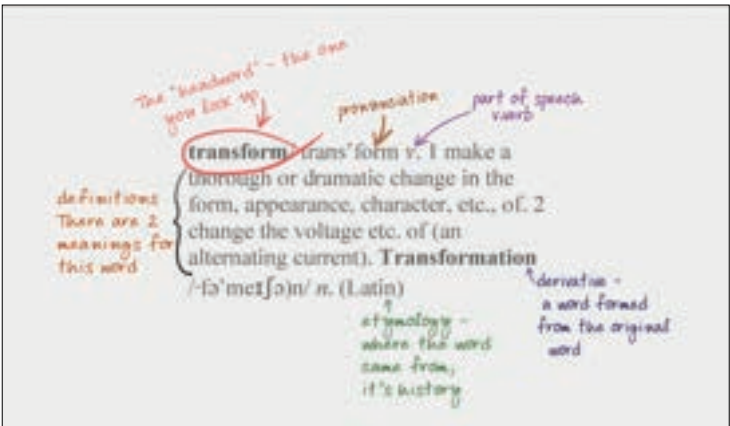 The "headword" - the one
you look up
pronunciation
part of speech
v: verb
transform trans'form v. 1 make a
thorough or dramatic change in the
form, appearance, character, etc., of. 2
change the voltage etc. of (an
alternating current). Transformation
/-fə'meɪʃə)n/ n. (Latin)
definitions
There are 2
meanings for
this word
derivative -
a word formed
from the original
word
etymology -
where the word
came from,
it's history